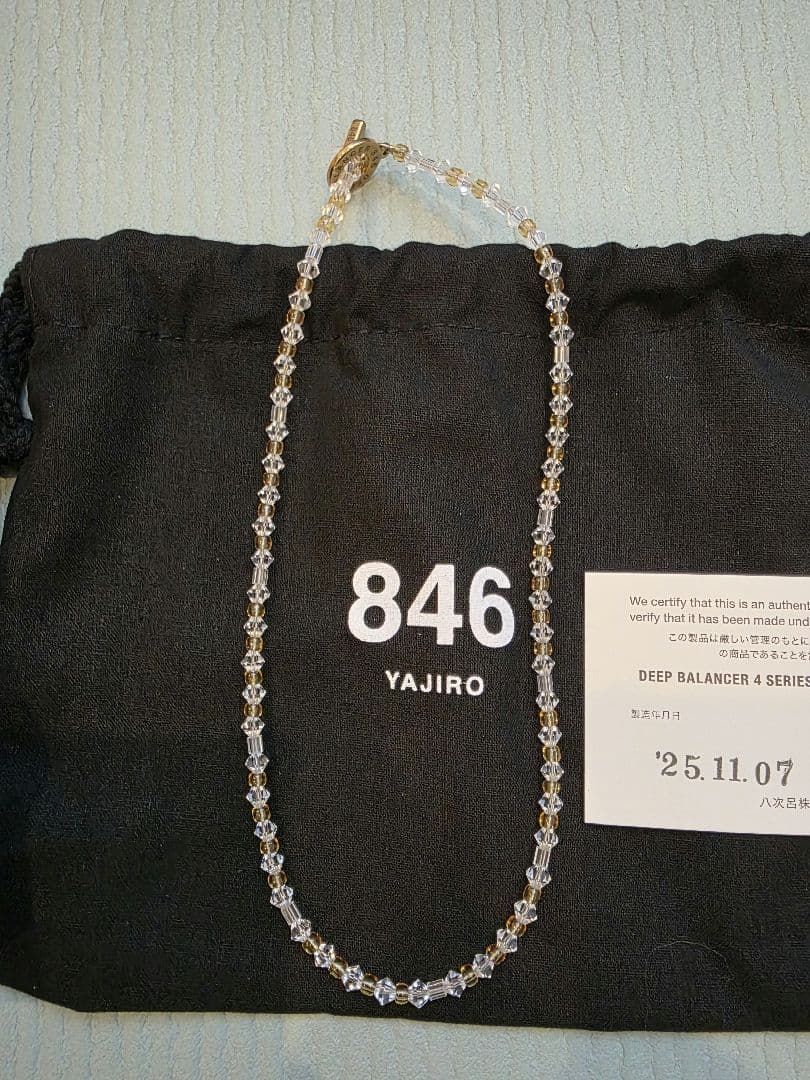 846
YAJIRO
We certify that this is an authent
verify that it has been made und
この製品は厳しい管理のもとに
の商品であることを
DEEP BALANCER 4 SERIES
製造年月日
'25.11.07
八次呂株